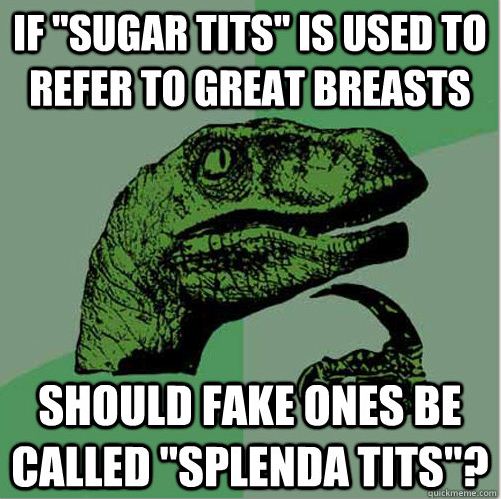 IF "SUGAR TITS" IS USED TO
REFER TO GREAT BREASTS
SHOULD FAKE ONES BE
CALLED "SPLENDA TITS"?
quickmeme.com